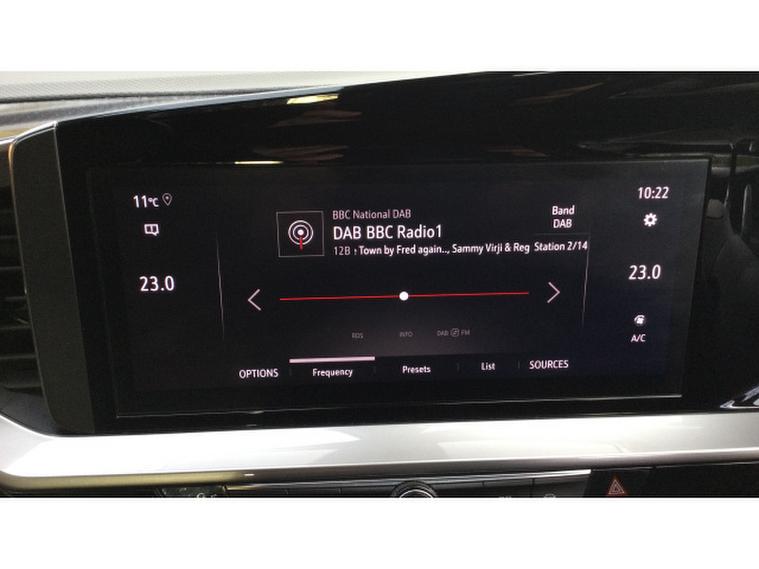 11°C
10:22
BBC National DAB
Band
DAB BBC Radio1
DAB
12B : Town by Fred again.., Sammy Virji & Reg
Station 2/14
23.0
23.0
RDS
INFO
DAB FM
A/C
OPTIONS
Frequency
Presets
List
SOURCES